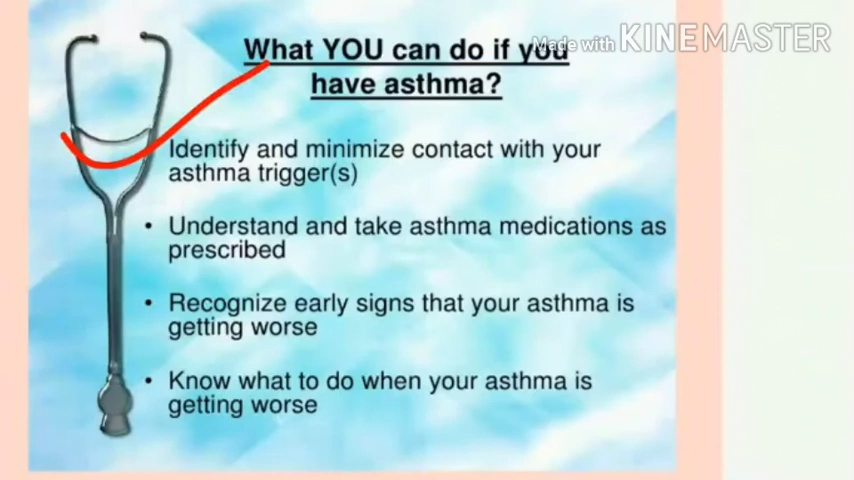 Made with KINEMASTER
What YOU can do if you
have asthma?
Identify and minimize contact with your
asthma trigger(s)
• Understand and take asthma medications as
prescribed
• Recognize early signs that your asthma is
getting worse
• Know what to do when your asthma is
getting worse